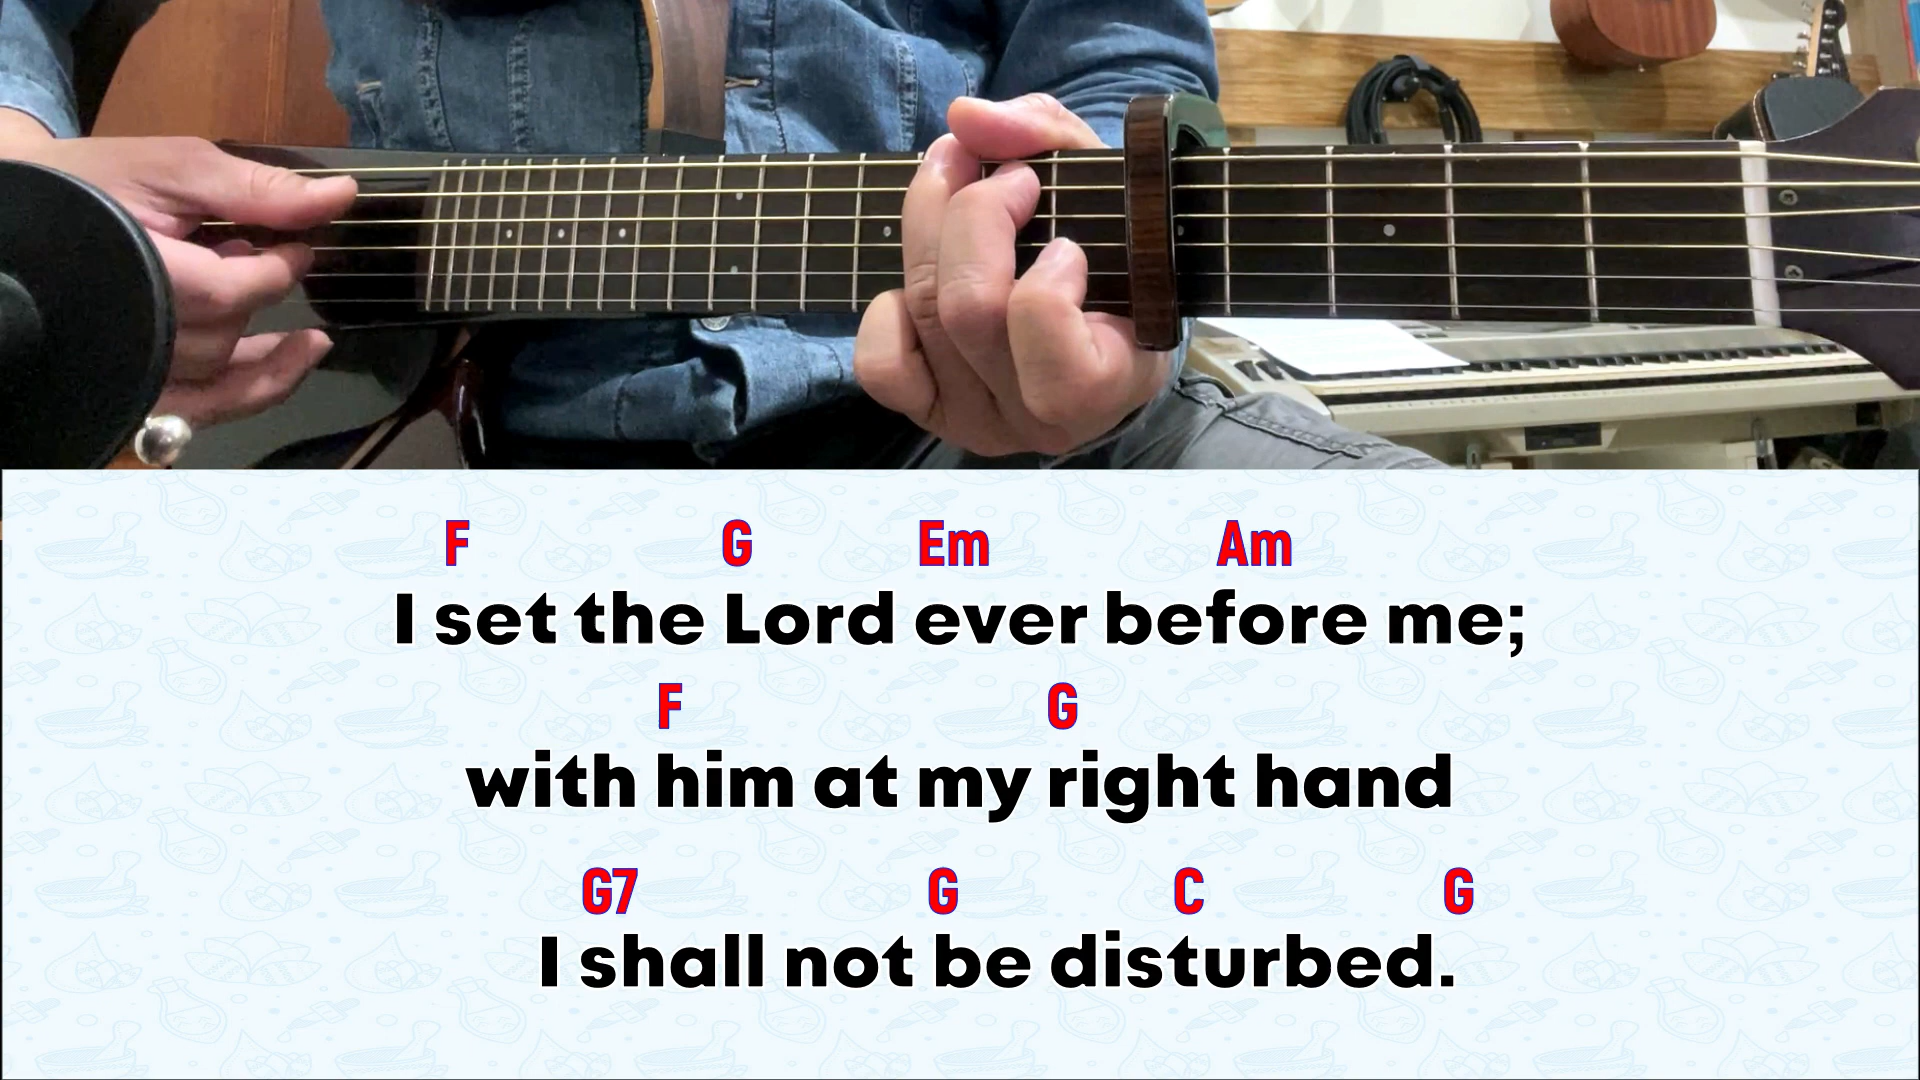 F G Em Am
I set the Lord ever before me;
F G
with him at my right hand
G7 G C G
I shall not be disturbed.